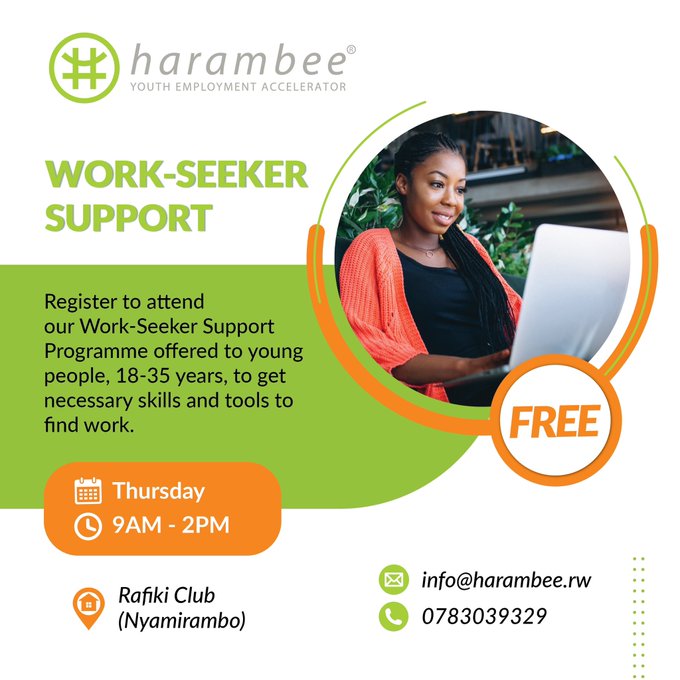 harambee®
YOUTH EMPLOYMENT ACCELERATOR
WORK-SEEKER
SUPPORT
Register to attend
our Work-Seeker Support
Programme offered to young
people, 18-35 years, to get
necessary skills and tools to
find work.
FREE
Thursday
9AM - 2PM
Rafiki Club
(Nyamirambo)
info@harambee.rw
0783039329